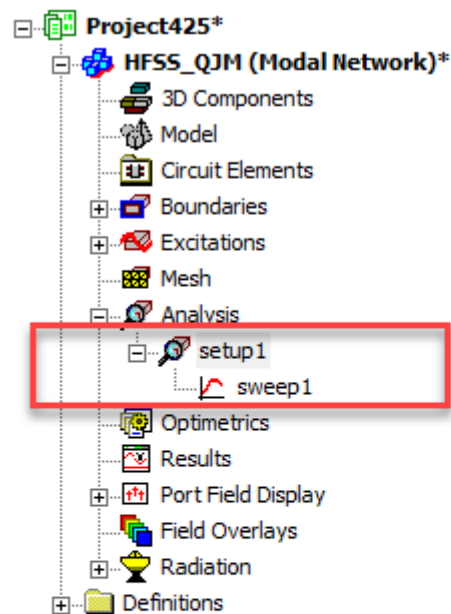 Project425*
HFSS_QJM (Modal Network)*
3D Components
Model
Circuit Elements
Boundaries
Excitations
Mesh
Analysis
setup1
sweep1
Optimetrics
Results
Port Field Display
Field Overlays
Radiation
Definitions